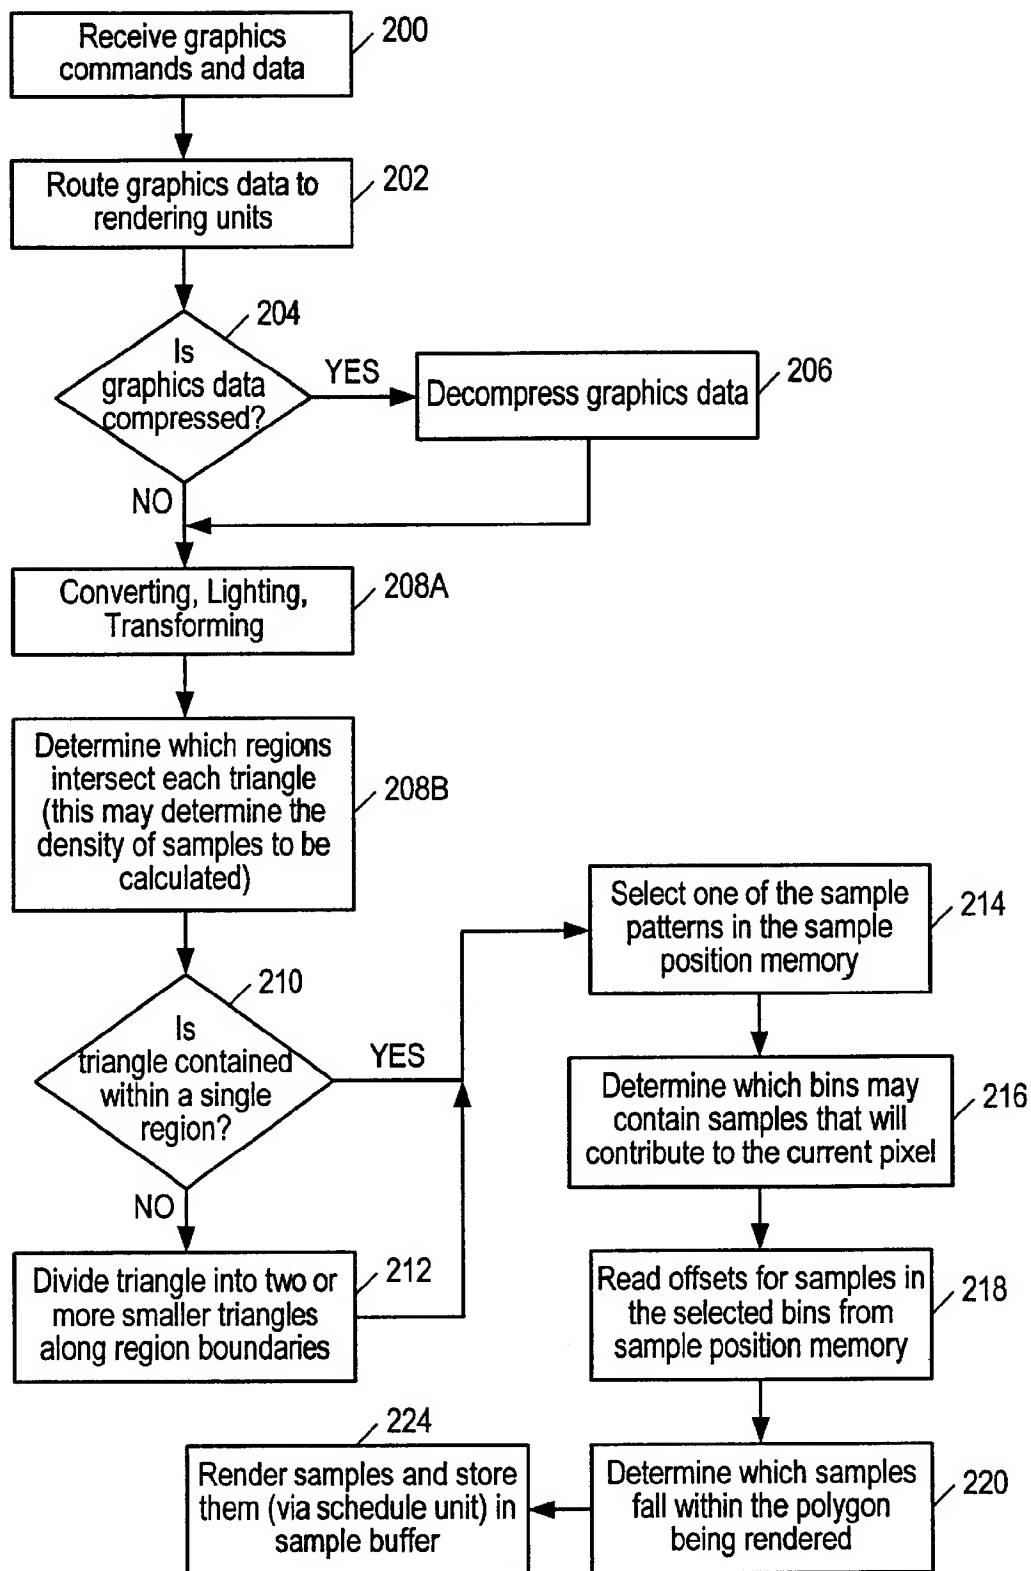 Receive graphics
commands and data
200
Route graphics data to
rendering units
202
204
Is
graphics data
compressed?
YES
Decompress graphics data
206
NO
Converting, Lighting,
Transforming
208A
Determine which regions
intersect each triangle
(this may determine the
density of samples to be
calculated)
208B
210
Is
triangle contained
within a single
region?
YES
NO
Divide triangle into two or
more smaller triangles
along region boundaries
212
Select one of the sample
patterns in the sample
position memory
214
Determine which bins may
contain samples that will
contribute to the current pixel
216
Read offsets for samples in
the selected bins from
sample position memory
218
Determine which samples
fall within the polygon
being rendered
220
224
Render samples and store
them (via schedule unit) in
sample buffer